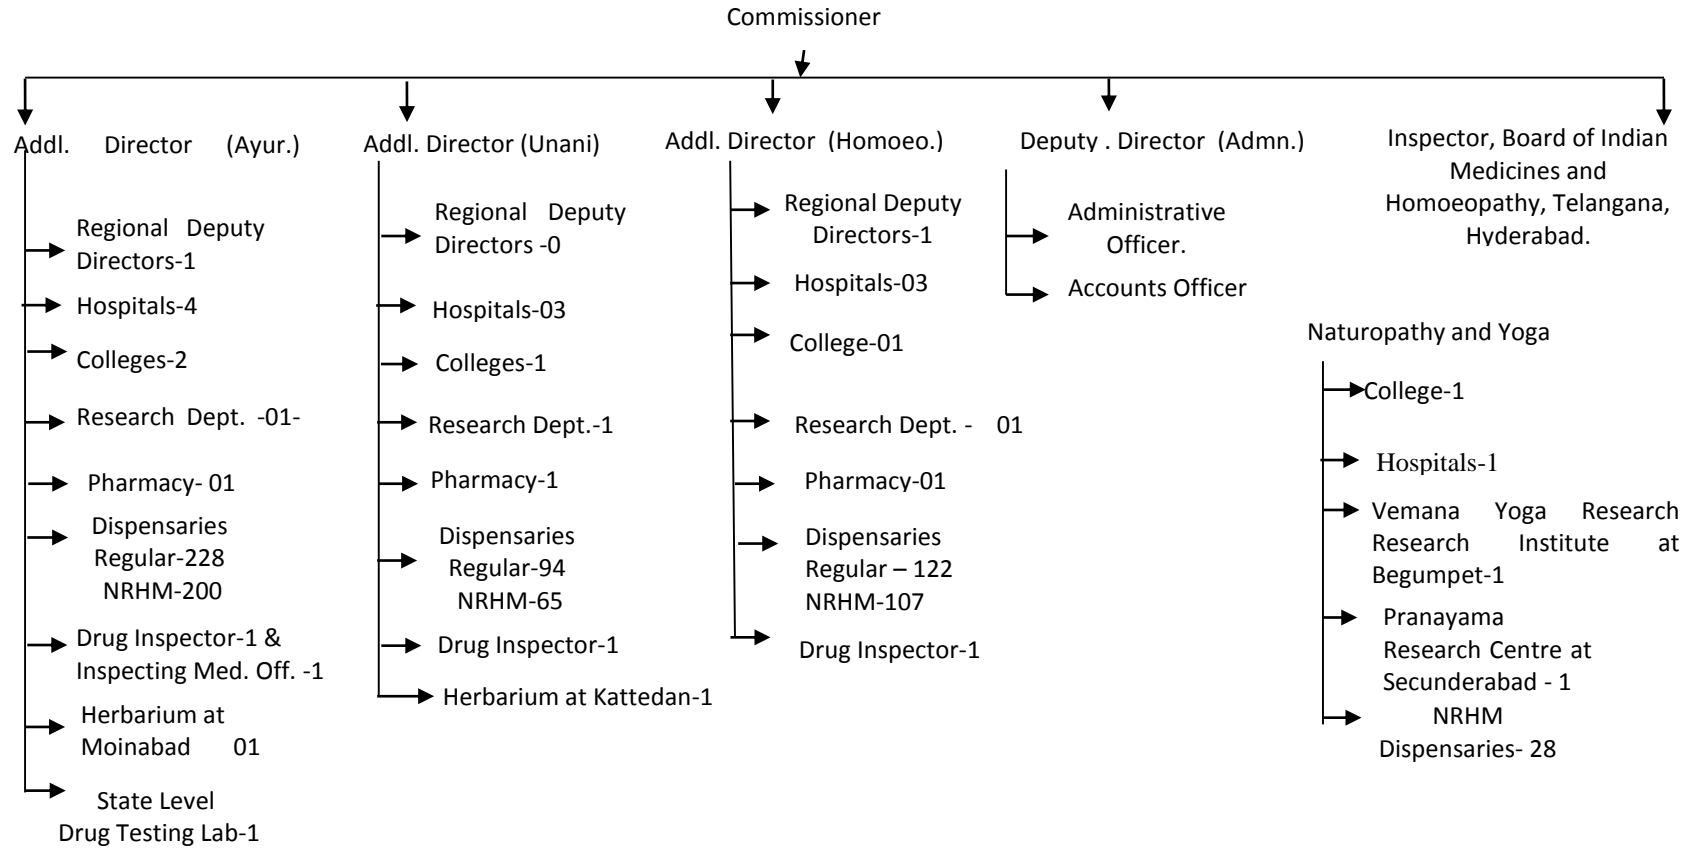 Commissioner
Addl. Director (Ayur.)
Regional Deputy
Directors-1
Hospitals-4
Colleges-2
Research Dept. -01-
Pharmacy- 01
Dispensaries
Regular-228
NRHM-200
Drug Inspector-1 &
Inspecting Med. Off. -1
Herbarium at
Moinabad 01
State Level
Drug Testing Lab-1
Addl. Director (Unani)
Regional Deputy
Directors -0
Hospitals-03
Colleges-1
Research Dept.-1
Pharmacy-1
Dispensaries
Regular-94
NRHM-65
Drug Inspector-1
Herbarium at Kattedan-1
Addl. Director (Homoeo.)
Regional Deputy
Directors-1
Hospitals-03
College-01
Research Dept. - 01
Pharmacy-01
Dispensaries
Regular – 122
NRHM-107
Drug Inspector-1
Deputy . Director (Admn.)
Administrative
Officer.
Accounts Officer
Inspector, Board of Indian
Medicines and
Homoeopathy, Telangana,
Hyderabad.
Naturopathy and Yoga
College-1
Hospitals-1
Vemana Yoga Research
Research Institute at
Begumpet-1
Pranayama
Research Centre at
Secunderabad - 1
NRHM
Dispensaries- 28